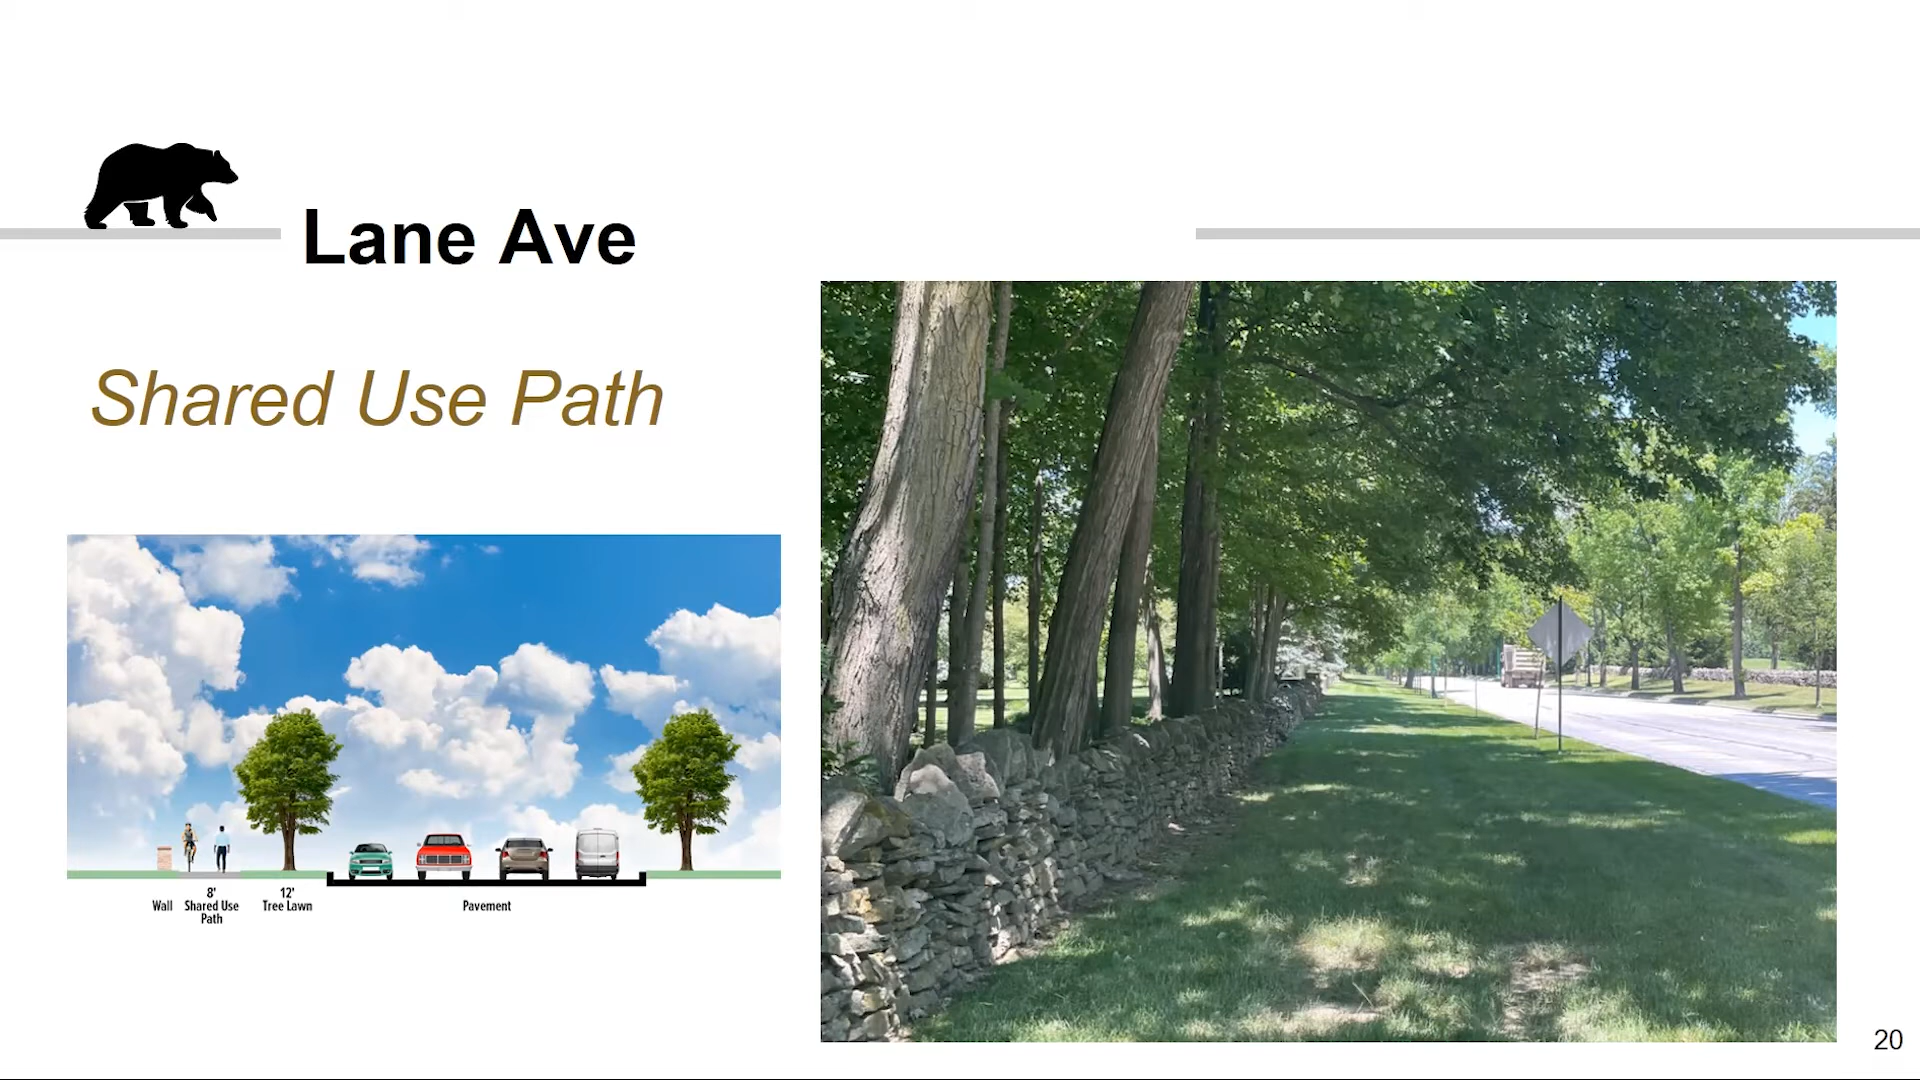 Lane Ave
Shared Use Path
8'
12'
Wall
Shared Use
Tree Lawn
Pavement
Path
20